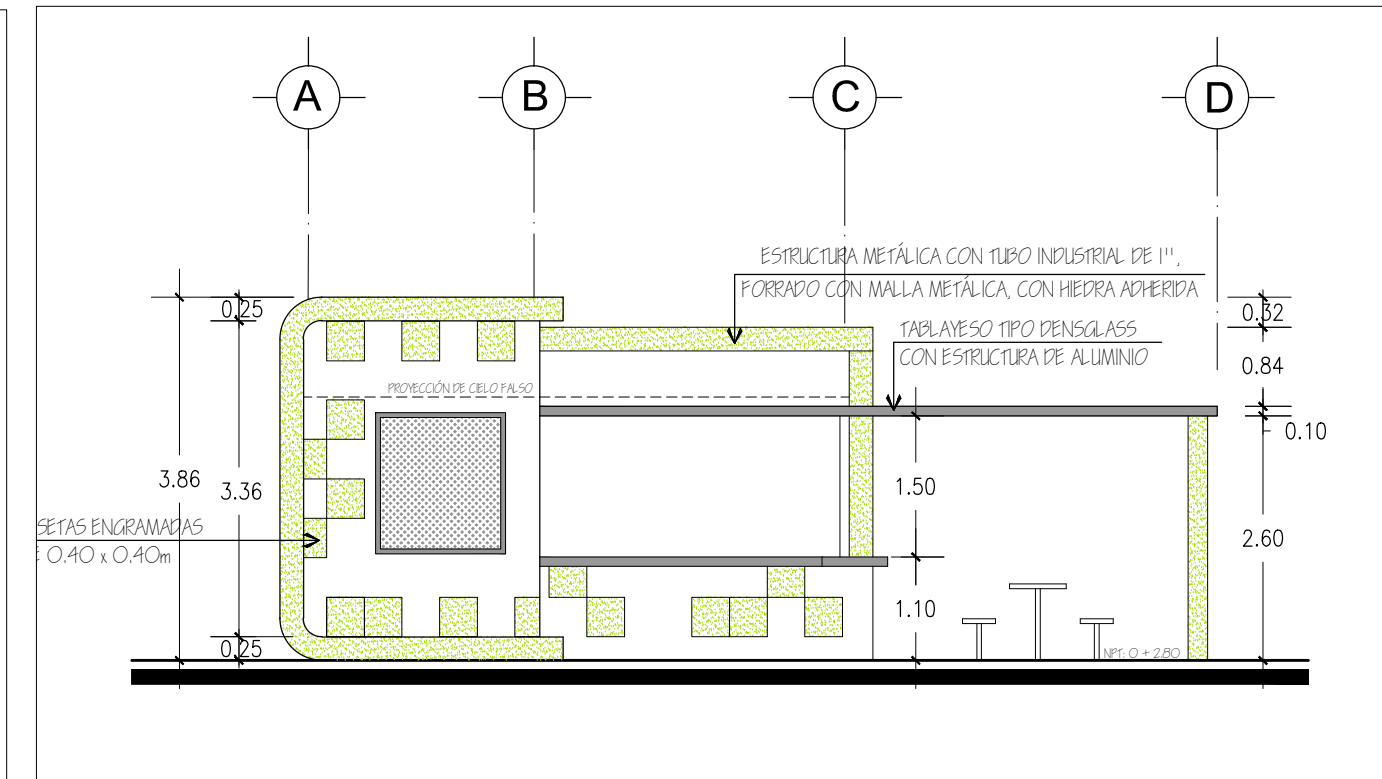 A
B
C
D
ESTRUCTURA METÁLICA CON TUBO INDUSTRIAL DE 1'',
FORRADO CON MALLA METÁLICA, CON HIEDRA ADHERIDA
TABLAYESO TIPO DENSGLASS
CON ESTRUCTURA DE ALUMINIO
PROYECCIÓN DE CIELO FALSO
0.25
3.86
3.36
SETAS ENGRAMADAS
0.40 x 0.40m
0.25
1.50
1.10
0.32
0.84
0.10
2.60
NPT: 0 + 2.80